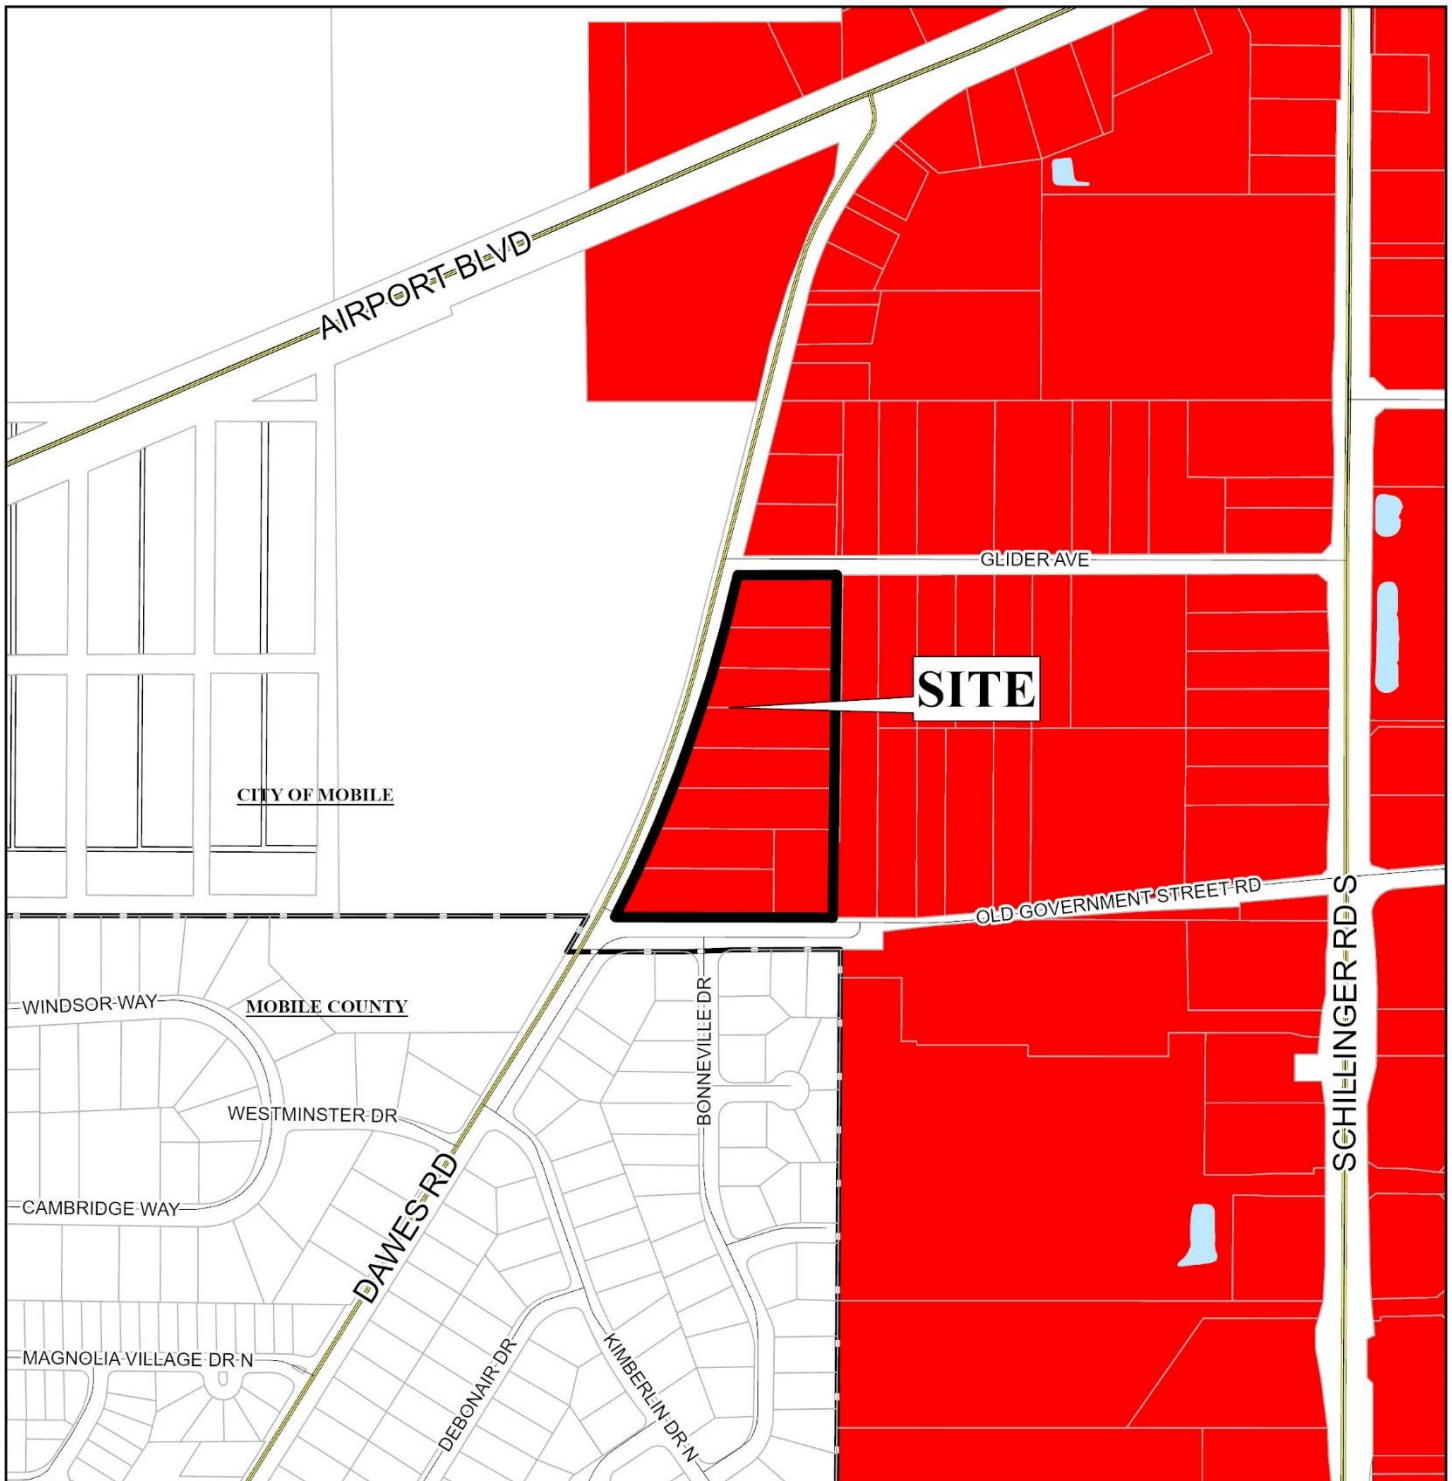 AIRPORT BLVD
GLIDER AVE
SITE
CITY OF MOBILE
OLD GOVERNMENT STREET RD
SCHILLINGER RD S
WINDSOR WAY
MOBILE COUNTY
BONNEVILLE DR
WESTMINSTER DR
CAMBRIDGE WAY
DAWES RD
MAGNOLIA VILLAGE DR N
DEBONAIR DR
KIMBERLIN DR N